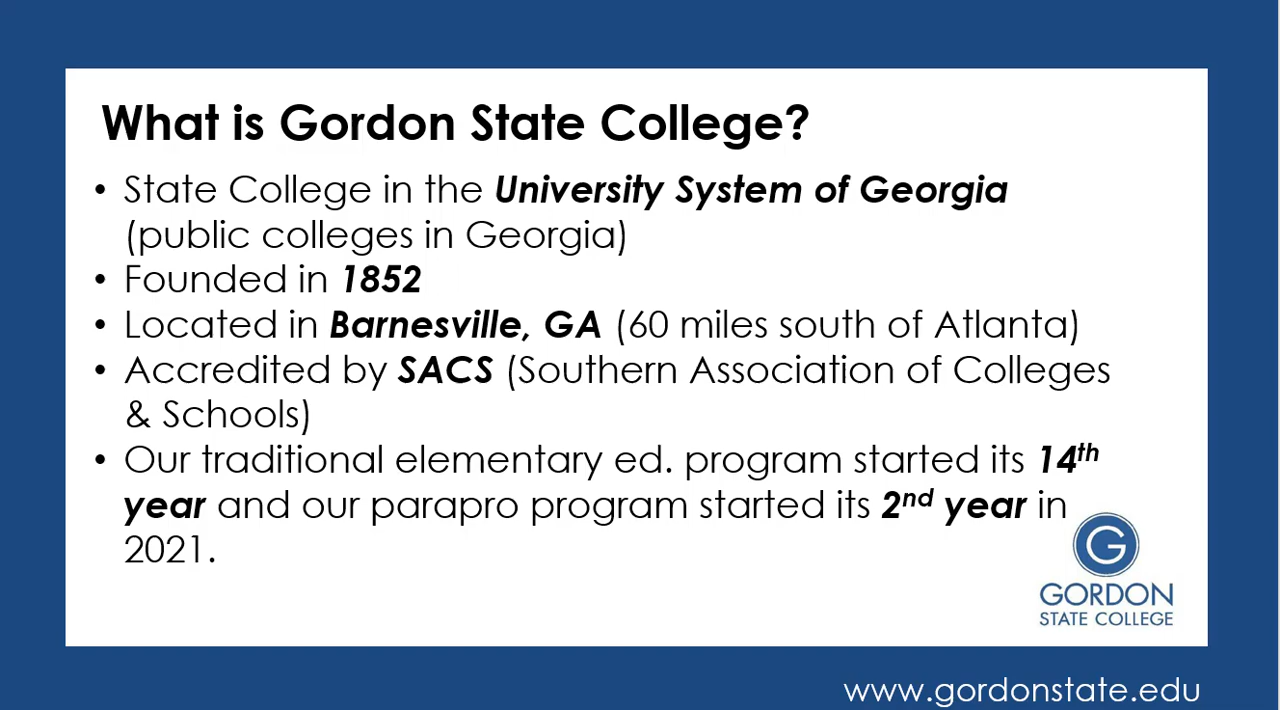 What is Gordon State College?
• State College in the University System of Georgia
(public colleges in Georgia)
• Founded in 1852
• Located in Barnesville, GA (60 miles south of Atlanta)
• Accredited by SACS (Southern Association of Colleges
& Schools)
• Our traditional elementary ed. program started its 14th
year and our parapro program started its 2nd year in
2021.
G
GORDON
STATE COLLEGE
www.gordonstate.edu